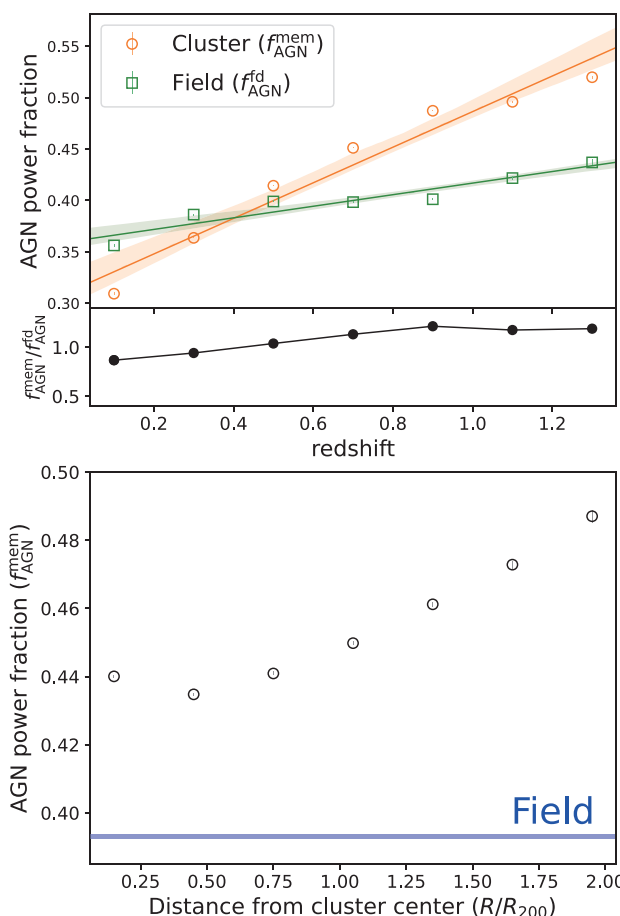 0.55
0.50
0.45
0.40
0.35
0.30
AGN power fraction
Cluster (f_AGN^mem)
Field (f_AGN^fd)
1.0
0.5
f_AGN^mem/f_AGN^fd
0.2 0.4 0.6 0.8 1.0 1.2
redshift
0.50
0.48
0.46
0.44
0.42
0.40
AGN power fraction (f_AGN^mem)
Field
0.25 0.50 0.75 1.00 1.25 1.50 1.75 2.00
Distance from cluster center (R/R_200)